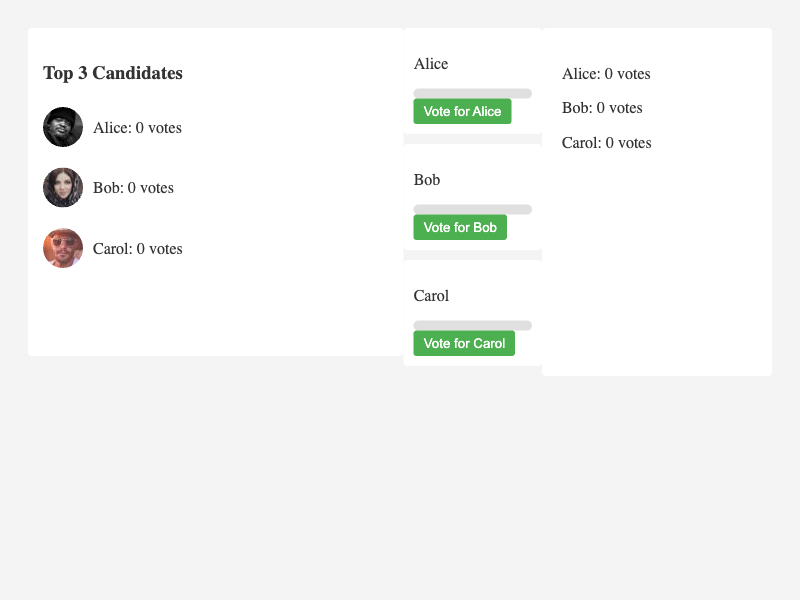 Top 3 Candidates
Alice: 0 votes
Bob: 0 votes
Carol: 0 votes
Alice
Vote for Alice
Bob
Vote for Bob
Carol
Vote for Carol
Alice: 0 votes
Bob: 0 votes
Carol: 0 votes